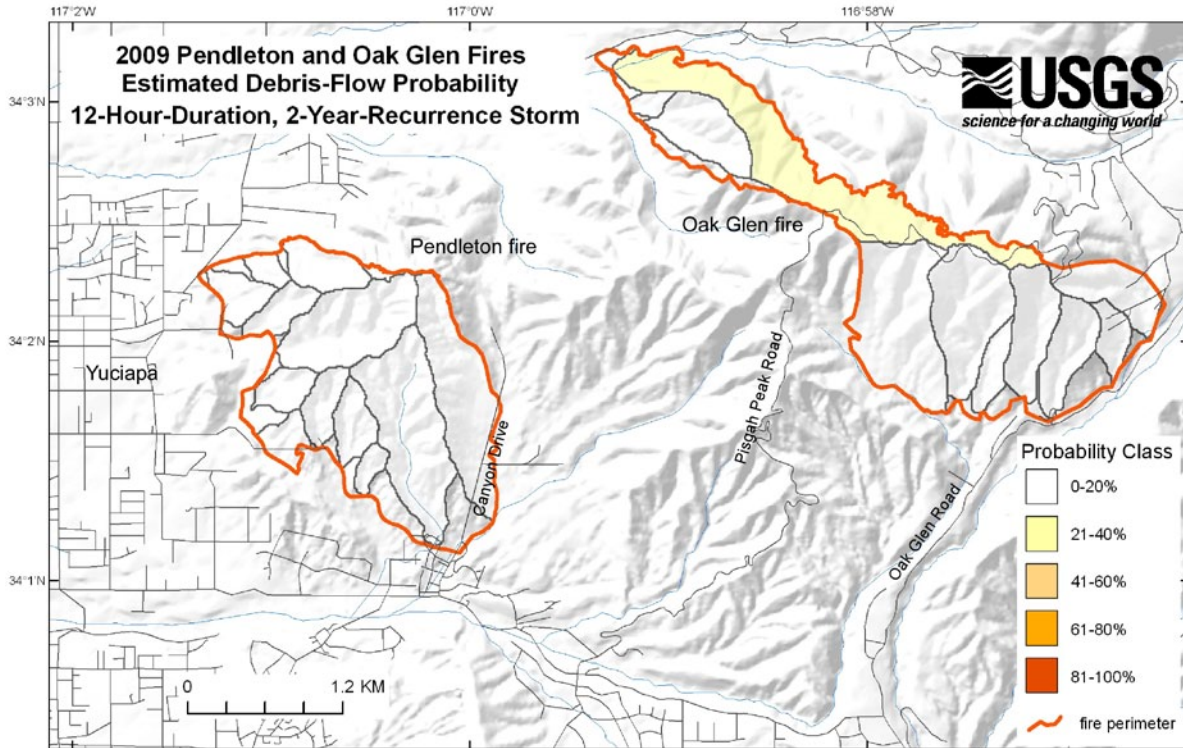 117°2'W
117°0'W
116°58'W
2009 Pendleton and Oak Glen Fires
Estimated Debris-Flow Probability
12-Hour-Duration, 2-Year-Recurrence Storm
USGS
science for a changing world
34°3'N
Oak Glen fire
Pendleton fire
34°2'N
Yuciapa
Pisgah Peak Road
Canyon Drive
Oak Glen Road
34°1'N
Probability Class
0-20%
21-40%
41-60%
61-80%
81-100%
fire perimeter
0 1.2 KM